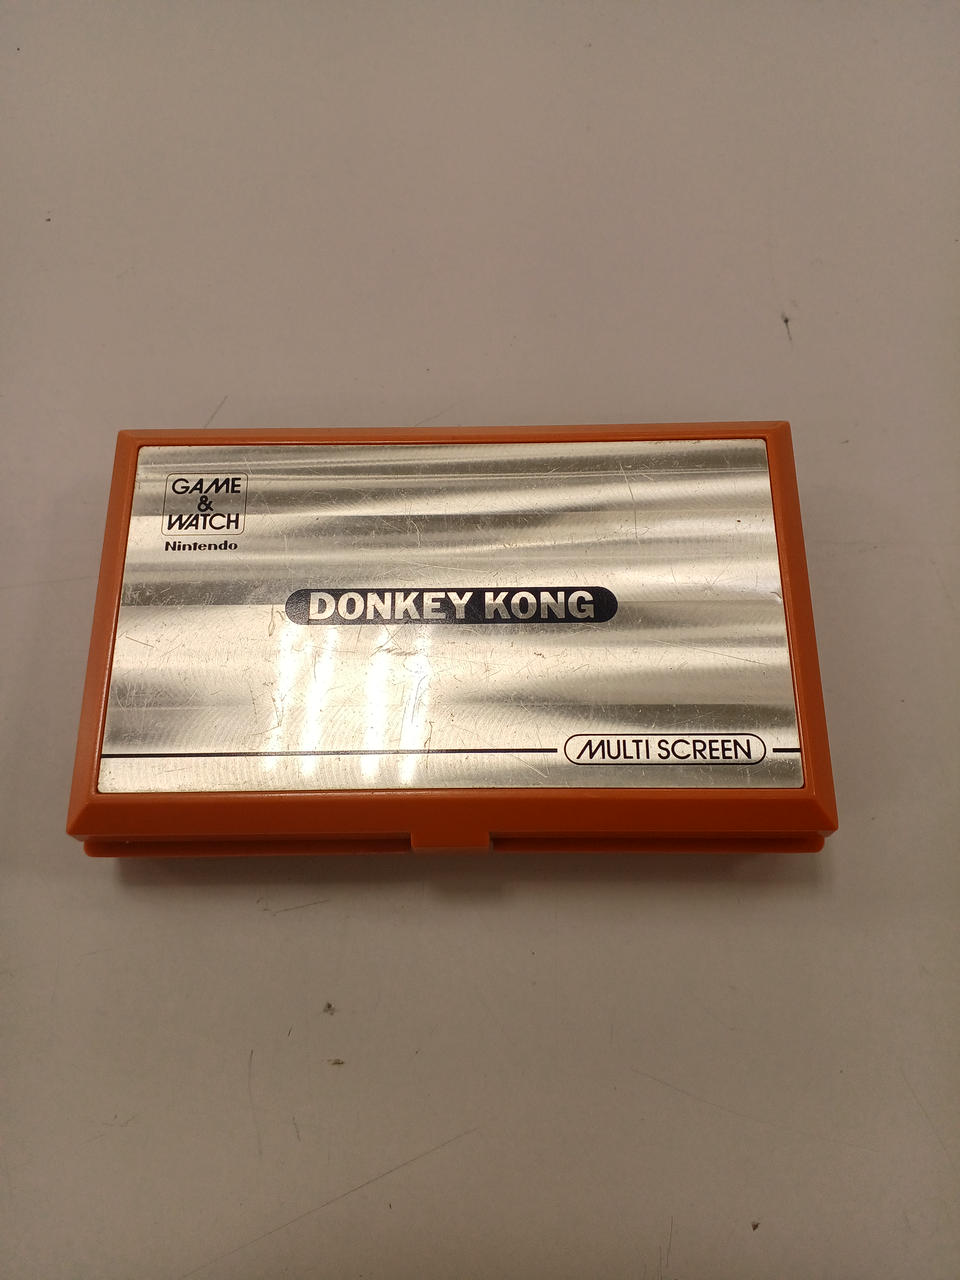 GAME
&
WATCH
Nintendo
DONKEY KONG
MULTI SCREEN